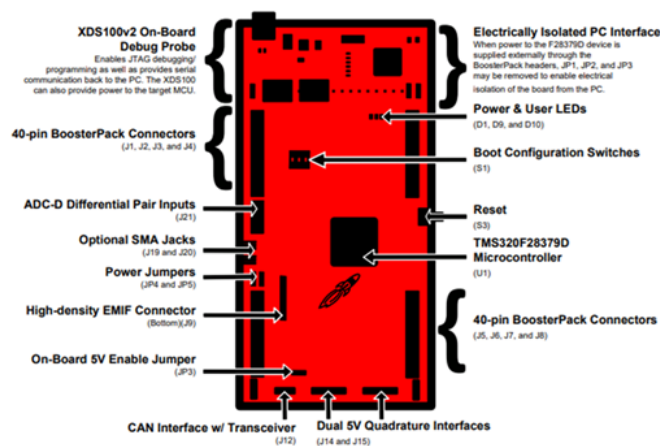 XDS100v2 On-Board
Debug Probe
Enables JTAG debugging/
programming as well as provides serial
communication back to the PC. The XDS100
can also provide power to the target MCU.
40-pin BoosterPack Connectors
(J1, J2, J3, and J4)
ADC-D Differential Pair Inputs
(J21)
Optional SMA Jacks
(J19 and J20)
Power Jumpers
(JP4 and JP5)
High-density EMIF Connector
(Bottom)(J9)
On-Board 5V Enable Jumper
(JP3)
CAN Interface w/ Transceiver
(J12)
Dual 5V Quadrature Interfaces
(J14 and J15)
Electrically Isolated PC Interface
When power to the F28379D device is
supplied externally through the
BoosterPack headers, JP1, JP2, and JP3
may be removed to enable electrical
isolation of the board from the PC.
Power & User LEDs
(D1, D9, and D10)
Boot Configuration Switches
(S1)
Reset
(S3)
TMS320F28379D
Microcontroller
(U1)
40-pin BoosterPack Connectors
(J5, J6, J7, and J8)